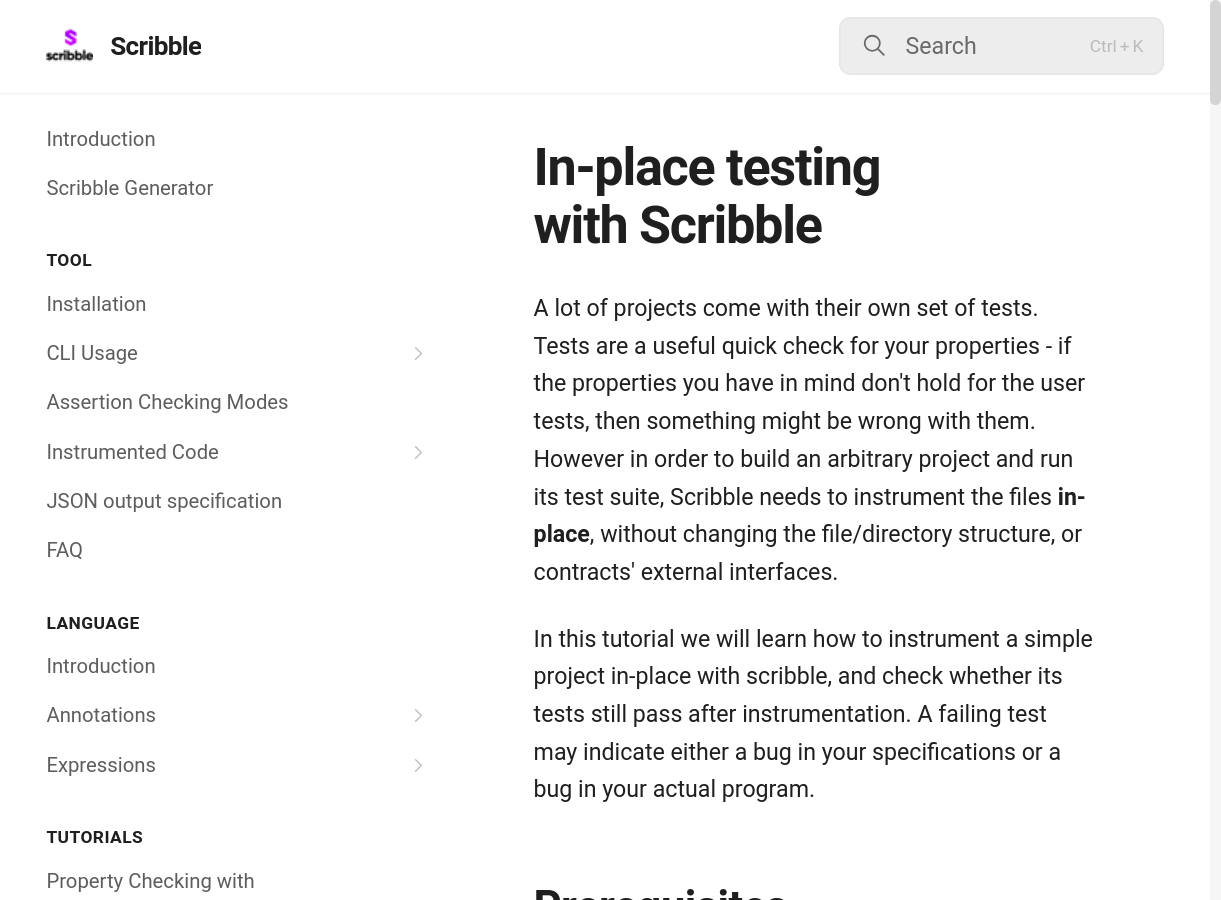 scribble
Scribble
Search
Ctrl + K
Introduction
Scribble Generator
TOOL
Installation
CLI Usage
Assertion Checking Modes
Instrumented Code
JSON output specification
FAQ
LANGUAGE
Introduction
Annotations
Expressions
TUTORIALS
Property Checking with
In-place testing
with Scribble
A lot of projects come with their own set of tests.
Tests are a useful quick check for your properties - if
the properties you have in mind don't hold for the user
tests, then something might be wrong with them.
However in order to build an arbitrary project and run
its test suite, Scribble needs to instrument the files in-
place, without changing the file/directory structure, or
contracts' external interfaces.
In this tutorial we will learn how to instrument a simple
project in-place with scribble, and check whether its
tests still pass after instrumentation. A failing test
may indicate either a bug in your specifications or a
bug in your actual program.
Prerequisites